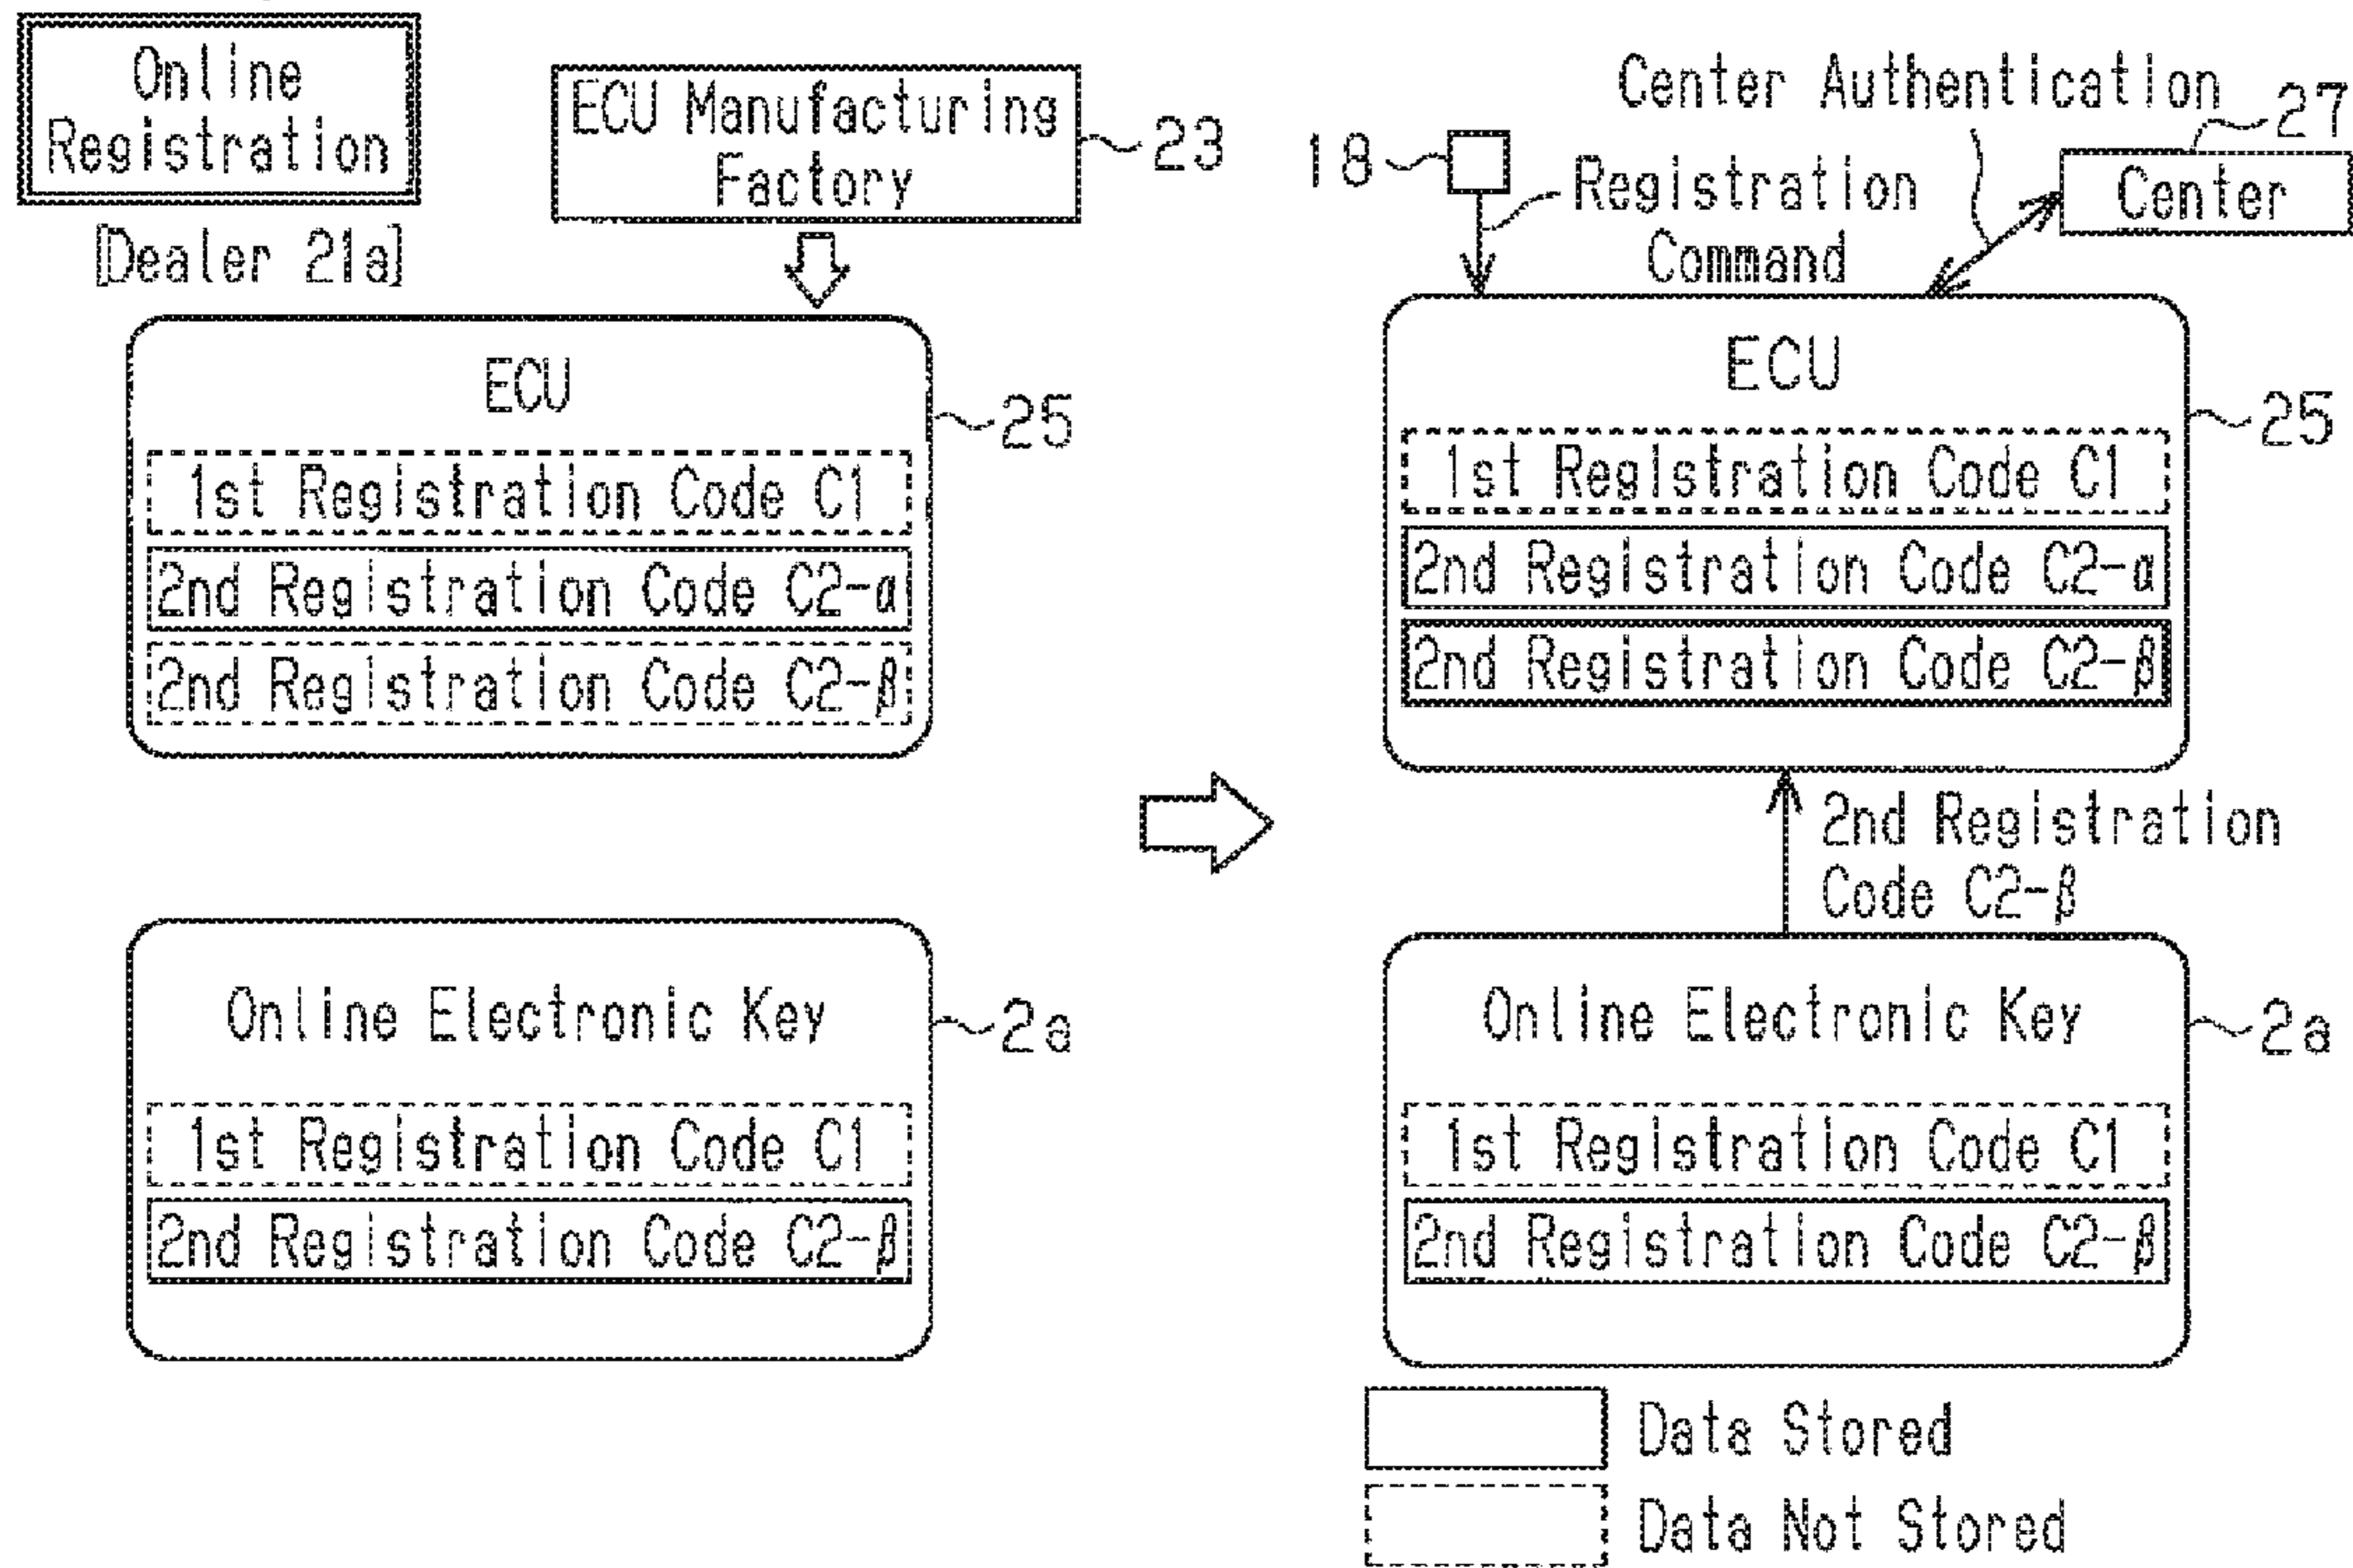 Online
Registration
[Dealer 21a]
ECU Manufacturing
Factory
23
ECU
25
1st Registration Code C1
2nd Registration Code C2-α
2nd Registration Code C2-β
Online Electronic Key
2a
1st Registration Code C1
2nd Registration Code C2-β
Center Authentication
27
18
Registration
Command
Center
ECU
25
1st Registration Code C1
2nd Registration Code C2-α
2nd Registration Code C2-β
2nd Registration
Code C2-β
Online Electronic Key
2a
1st Registration Code C1
2nd Registration Code C2-β
Data Stored
Data Not Stored